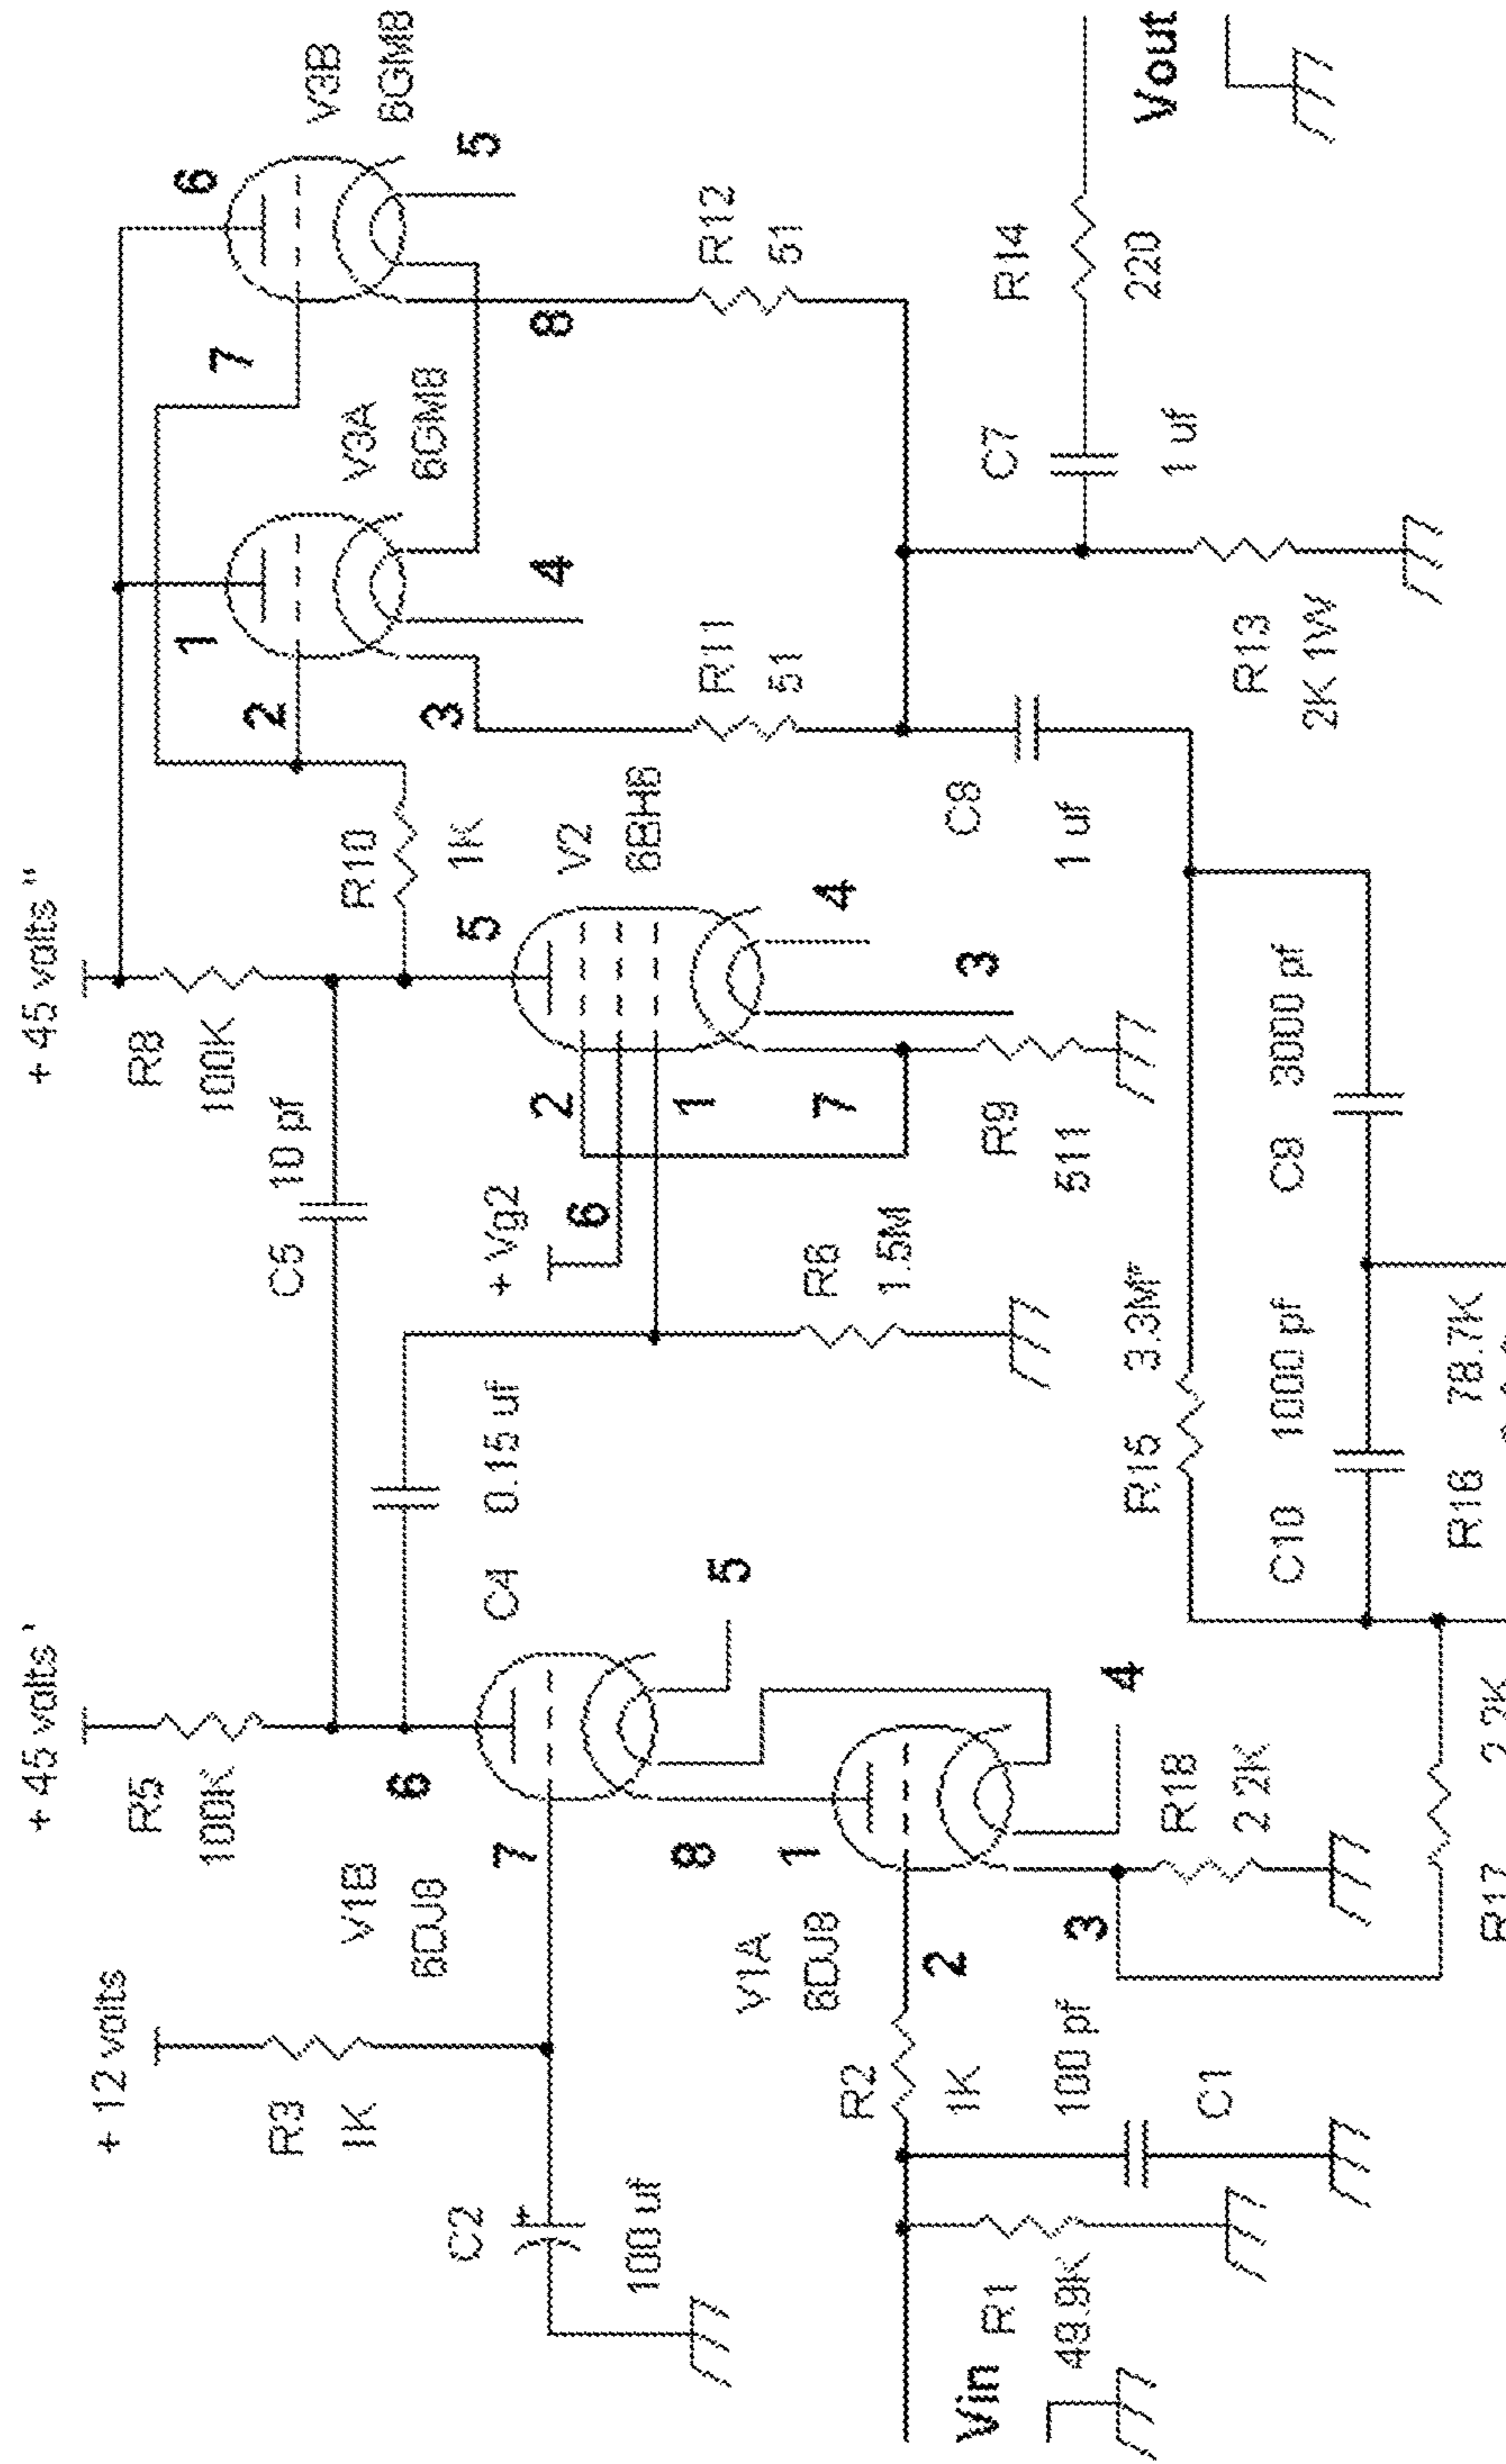 + 45 volts '
+ 45 volts "
+ 12 volts
R5
100K
R8
100K
C5
10 pf
R3
1K
V1B
6DJ8
6
7
8
5
C4
0.15 uf
+ Vg2
6
2
1
7
5
3
4
V2
6BH6
R10
1K
1
2
3
4
V3A
6GM8
6
7
8
5
V3B
6GM8
C2
+
100 uf
V1A
6DJ8
1
2
3
4
R6
1.5M
R9
511
R11
51
R12
51
R2
1K
R1
49.9K
Vin
100 pf
C1
R18
2.2K
R15
3.3M*
1 uf
R14
220
C7
1 uf
Vout
R13
2K 1W
3000 pf
C10
1000 pf
R16
78.7K
R17